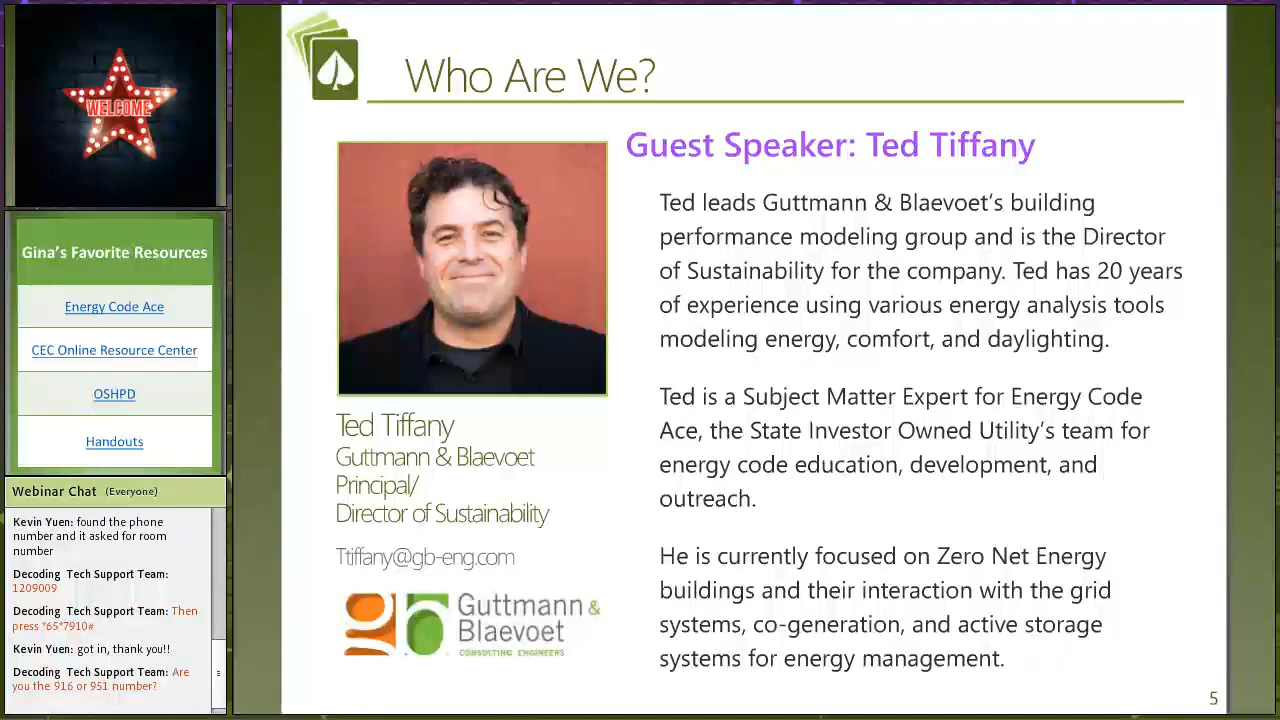 WELCOME
Gina's Favorite Resources
Energy Code Ace
CEC Online Resource Center
OSHPD
Handouts
Webinar Chat (Everyone)
Kevin Yuen: found the phone
number and it asked for room
number
Decoding Tech Support Team:
1209009
Decoding Tech Support Team: Then
press *65*7910#
Kevin Yuen: got in, thank you!!
Decoding Tech Support Team: Are
you the 916 or 951 number?
Who Are We?
Ted Tiffany
Guttmann & Blaevoet
Principal/
Director of Sustainability
Ttiffany@gb-eng.com
gb Guttmann &
Blaevoet
CONSULTING ENGINEERS
Guest Speaker: Ted Tiffany
Ted leads Guttmann & Blaevoet's building
performance modeling group and is the Director
of Sustainability for the company. Ted has 20 years
of experience using various energy analysis tools
modeling energy, comfort, and daylighting.
Ted is a Subject Matter Expert for Energy Code
Ace, the State Investor Owned Utility's team for
energy code education, development, and
outreach.
He is currently focused on Zero Net Energy
buildings and their interaction with the grid
systems, co-generation, and active storage
systems for energy management.
5